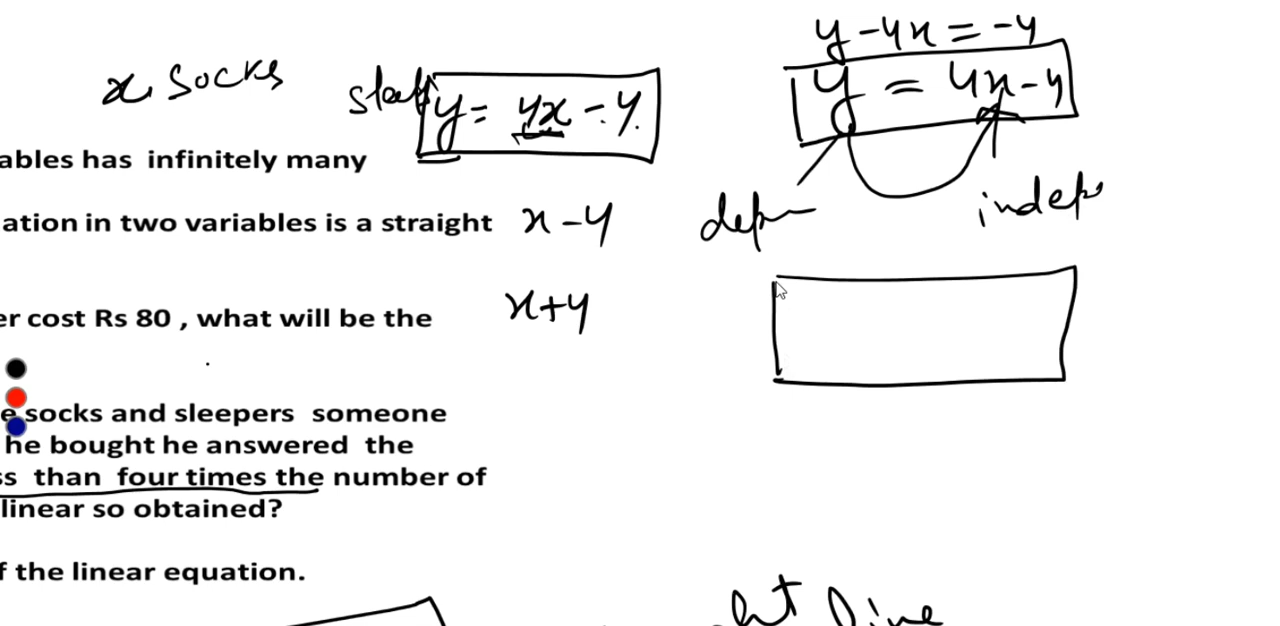 y-4x = -4
x socks
y = 4x - 4
y = 4x-4
ables has infinitely many
ation in two variables is a straight
x-4
indep
er cost Rs 80 , what will be the
x+4
e socks and sleepers someone
he bought he answered the
ss than four times the number of
linear so obtained?
f the linear equation.
line